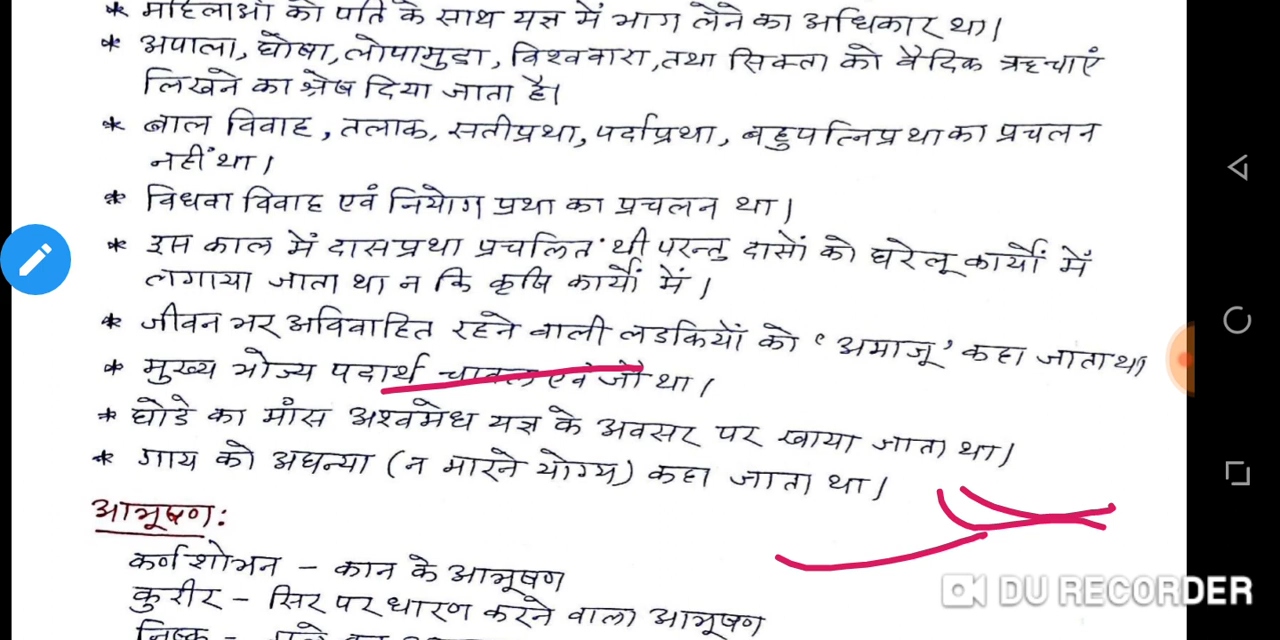 * महिलाओं को पति के साथ यज्ञ में भाग लेने का अधिकार था।
* अपाला, घोषा, लोपामुद्रा, विश्ववारा, तथा सिक्ता को वैदिक ऋचाएं
लिखने का श्रेष दिया जाता है।
* बाल विवाह, तलाक, सतीप्रथा, पर्दाप्रथा, बहुपत्निप्रथा का प्रचलन
नहीं था।
* विधवा विवाह एवं नियोग प्रथा का प्रचलन था।
* इस काल में दासप्रथा प्रचलित थी परन्तु दासों को घरेलू कार्यों में
लगाया जाता था न कि कृषि कार्यों में।
* जीवन भर अविवाहित रहने वाली लडकियों को ‘अमाजू’ कहा जाता था
* मुख्य भोज्य पदार्थ चावल एवं जौ था।
* घोडे का माँस अश्वमेध यज्ञ के अवसर पर खाया जाता था।
* गाय को अघन्या (न मारने योग्य) कहा जाता था।
आभूषण:
कर्ण शोभन – कान के आभूषण
कुरीर – सिर पर धारण करने वाला आभूषण
निष्क –
DU RECORDER